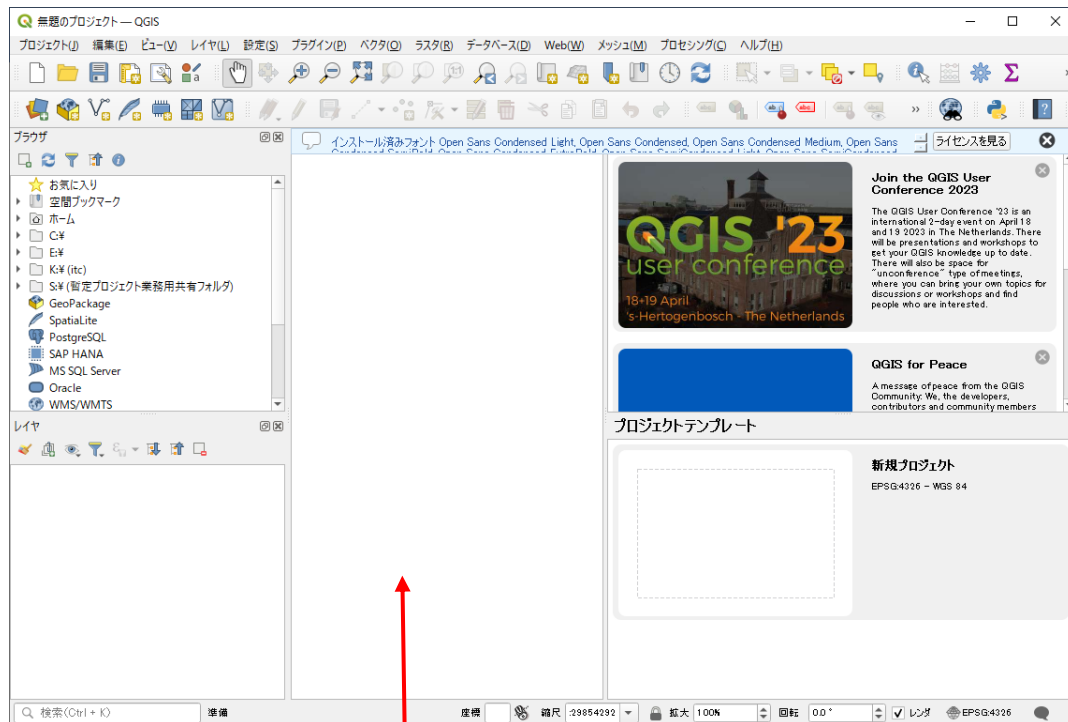 無題のプロジェクト — QGIS
プロジェクト(J) 編集(E) ビュー(V) レイヤ(L) 設定(S) プラグイン(P) ベクタ(O) ラスタ(R) データベース(D) Web(W) メッシュ(M) プロセシング(C) ヘルプ(H)
ブラウザ
お気に入り
空間ブックマーク
ホーム
C:¥
E:¥
K:¥ (itc)
S:¥ (暫定プロジェクト業務用共有フォルダ)
GeoPackage
SpatiaLite
PostgreSQL
SAP HANA
MS SQL Server
Oracle
WMS/WMTS
レイヤ
インストール済みフォント Open Sans Condensed Light, Open Sans Condensed, Open Sans Condensed Medium, Open Sans
ライセンスを見る
QGIS '23
user conference
18+19 April
's-Hertogenbosch - The Netherlands
Join the QGIS User
Conference 2023
The QGIS User Conference '23 is an
international 2-day event on April 18
and 19 2023 in The Netherlands. There
will be presentations and workshops to
get your QGIS knowledge up to date.
There will also be space for
"unconference" type of meetings,
where you can bring your own topics for
discussions or workshops and find
people who are interested.
QGIS for Peace
A message of peace from the QGIS
Community: We, the developers,
contributors and community members
プロジェクトテンプレート
新規プロジェクト
EPSG:4326 - WGS 84
検索(Ctrl + K)
準備
座標
縮尺 :29854292
拡大 100%
回転 0.0 °
レンダ
EPSG:4326